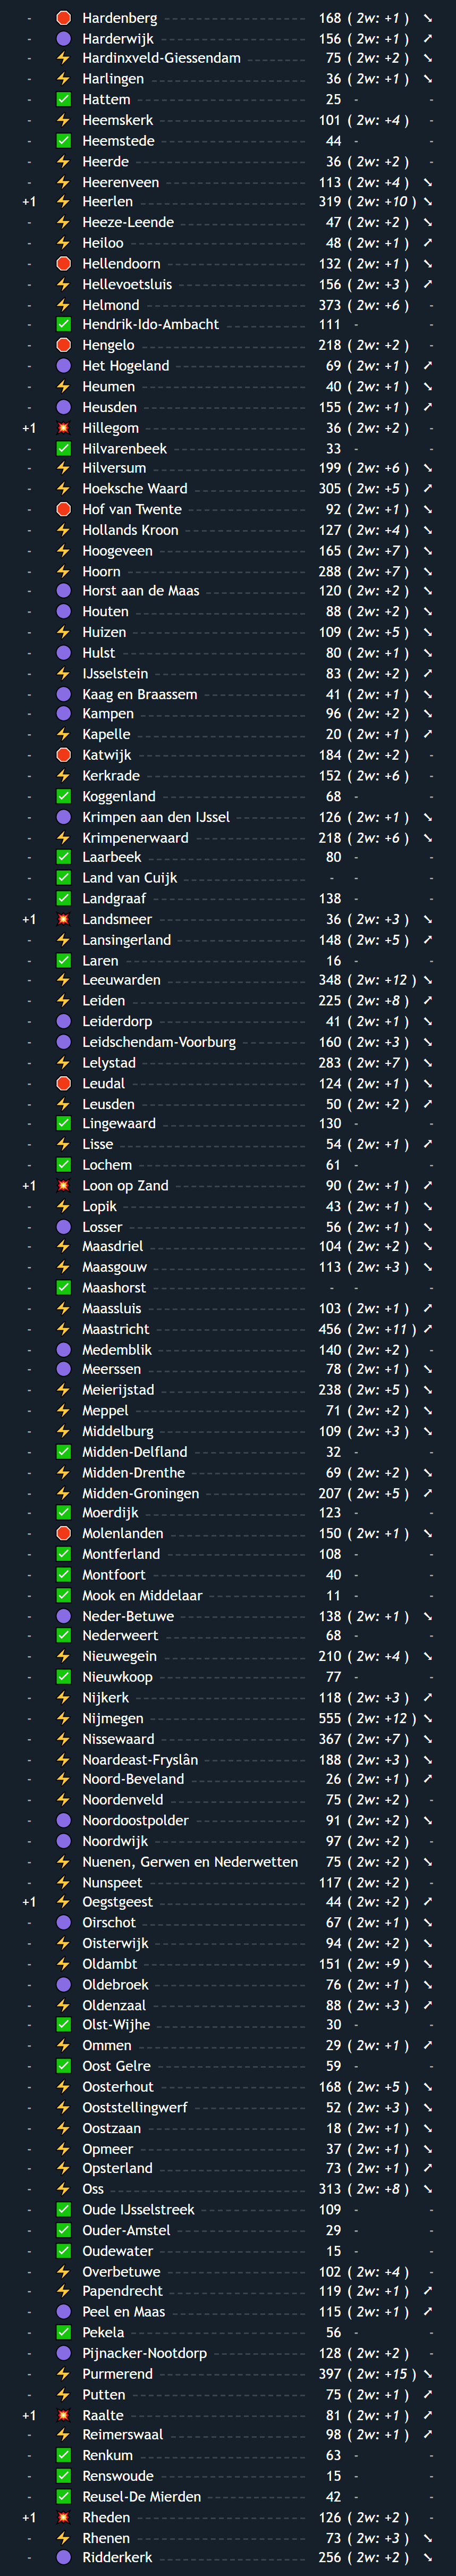 - Hardenberg 168 ( 2w: +1 ) ↘
- Harderwijk 156 ( 2w: +1 ) ↗
- Hardinxveld-Giessendam 75 ( 2w: +2 ) ↘
- Harlingen 36 ( 2w: +1 ) ↘
- Hattem 25 - -
- Heemskerk 101 ( 2w: +4 ) -
- Heemstede 44 - -
- Heerde 36 ( 2w: +2 ) -
- Heerenveen 113 ( 2w: +4 ) ↘
+1 Heerlen 319 ( 2w: +10 ) ↘
- Heeze-Leende 47 ( 2w: +2 ) ↘
- Heiloo 48 ( 2w: +1 ) ↗
- Hellendoorn 132 ( 2w: +1 ) ↘
- Hellevoetsluis 156 ( 2w: +3 ) ↗
- Helmond 373 ( 2w: +6 ) -
- Hendrik-Ido-Ambacht 111 - -
- Hengelo 218 ( 2w: +2 ) -
- Het Hogeland 69 ( 2w: +1 ) ↗
- Heumen 40 ( 2w: +1 ) ↘
- Heusden 155 ( 2w: +1 ) ↗
+1 Hillegom 36 ( 2w: +2 ) -
- Hilvarenbeek 33 - -
- Hilversum 199 ( 2w: +6 ) ↘
- Hoeksche Waard 305 ( 2w: +5 ) ↗
- Hof van Twente 92 ( 2w: +1 ) ↘
- Hollands Kroon 127 ( 2w: +4 ) ↘
- Hoogeveen 165 ( 2w: +7 ) ↘
- Hoorn 288 ( 2w: +7 ) ↘
- Horst aan de Maas 120 ( 2w: +2 ) ↘
- Houten 88 ( 2w: +2 ) ↘
- Huizen 109 ( 2w: +5 ) ↘
- Hulst 80 ( 2w: +1 ) ↘
- IJsselstein 83 ( 2w: +2 ) ↗
- Kaag en Braassem 41 ( 2w: +1 ) ↘
- Kampen 96 ( 2w: +2 ) ↘
- Kapelle 20 ( 2w: +1 ) ↗
- Katwijk 184 ( 2w: +2 ) -
- Kerkrade 152 ( 2w: +6 ) -
- Koggenland 68 - -
- Krimpen aan den IJssel 126 ( 2w: +1 ) ↘
- Krimpenerwaard 218 ( 2w: +6 ) ↘
- Laarbeek 80 - -
- Land van Cuijk - - -
- Landgraaf 138 - -
+1 Landsmeer 36 ( 2w: +3 ) ↘
- Lansingerland 148 ( 2w: +5 ) ↗
- Laren 16 - -
- Leeuwarden 348 ( 2w: +12 ) ↘
- Leiden 225 ( 2w: +8 ) ↗
- Leiderdorp 41 ( 2w: +1 ) ↘
- Leidschendam-Voorburg 160 ( 2w: +3 ) ↘
- Lelystad 283 ( 2w: +7 ) ↘
- Leudal 124 ( 2w: +1 ) ↘
- Leusden 50 ( 2w: +2 ) ↗
- Lingewaard 130 - -
- Lisse 54 ( 2w: +1 ) ↗
- Lochem 61 - -
+1 Loon op Zand 90 ( 2w: +1 ) ↗
- Lopik 43 ( 2w: +1 ) ↘
- Losser 56 ( 2w: +1 ) ↘
- Maasdriel 104 ( 2w: +2 ) ↘
- Maasgouw 113 ( 2w: +3 ) ↘
- Maashorst - - -
- Maassluis 103 ( 2w: +1 ) ↗
- Maastricht 456 ( 2w: +11 ) ↗
- Medemblik 140 ( 2w: +2 ) -
- Meerssen 78 ( 2w: +1 ) ↘
- Meierijstad 238 ( 2w: +5 ) ↘
- Meppel 71 ( 2w: +2 ) ↘
- Middelburg 109 ( 2w: +3 ) ↘
- Midden-Delfland 32 - -
- Midden-Drenthe 69 ( 2w: +2 ) ↘
- Midden-Groningen 207 ( 2w: +5 ) ↗
- Moerdijk 123 - -
- Molenlanden 150 ( 2w: +1 ) ↘
- Montferland 108 - -
- Montfoort 40 - -
- Mook en Middelaar 11 - -
- Neder-Betuwe 138 ( 2w: +1 ) ↘
- Nederweert 68 - -
- Nieuwegein 210 ( 2w: +4 ) ↘
- Nieuwkoop 77 - -
- Nijkerk 118 ( 2w: +3 ) ↗
- Nijmegen 555 ( 2w: +12 ) ↘
- Nissewaard 367 ( 2w: +7 ) ↘
- Noardeast-Fryslân 188 ( 2w: +3 ) ↘
- Noord-Beveland 26 ( 2w: +1 ) ↗
- Noordenveld 75 ( 2w: +2 ) -
- Noordoostpolder 91 ( 2w: +2 ) ↘
- Noordwijk 97 ( 2w: +2 ) -
- Nuenen, Gerwen en Nederwetten 75 ( 2w: +2 ) ↘
- Nunspeet 117 ( 2w: +2 ) -
+1 Oegstgeest 44 ( 2w: +2 ) ↗
- Oirschot 67 ( 2w: +1 ) ↘
- Oisterwijk 94 ( 2w: +2 ) ↘
- Oldambt 151 ( 2w: +9 ) ↘
- Oldebroek 76 ( 2w: +1 ) ↘
- Oldenzaal 88 ( 2w: +3 ) ↗
- Olst-Wijhe 30 - -
- Ommen 29 ( 2w: +1 ) ↗
- Oost Gelre 59 - -
- Oosterhout 168 ( 2w: +5 ) ↘
- Ooststellingwerf 52 ( 2w: +3 ) ↘
- Oostzaan 18 ( 2w: +1 ) ↘
- Opmeer 37 ( 2w: +1 ) ↘
- Opsterland 73 ( 2w: +1 ) ↗
- Oss 313 ( 2w: +8 ) ↘
- Oude IJsselstreek 109 - -
- Ouder-Amstel 29 - -
- Oudewater 15 - -
- Overbetuwe 102 ( 2w: +4 ) -
- Papendrecht 119 ( 2w: +1 ) ↗
- Peel en Maas 115 ( 2w: +1 ) ↗
- Pekela 56 - -
- Pijnacker-Nootdorp 128 ( 2w: +2 ) -
- Purmerend 397 ( 2w: +15 ) ↘
- Putten 75 ( 2w: +1 ) ↗
+1 Raalte 81 ( 2w: +1 ) ↗
- Reimerswaal 98 ( 2w: +1 ) ↗
- Renkum 63 - -
- Renswoude 15 - -
- Reusel-De Mierden 42 - -
+1 Rheden 126 ( 2w: +2 ) -
- Rhenen 73 ( 2w: +3 ) ↘
- Ridderkerk 256 ( 2w: +2 ) ↘